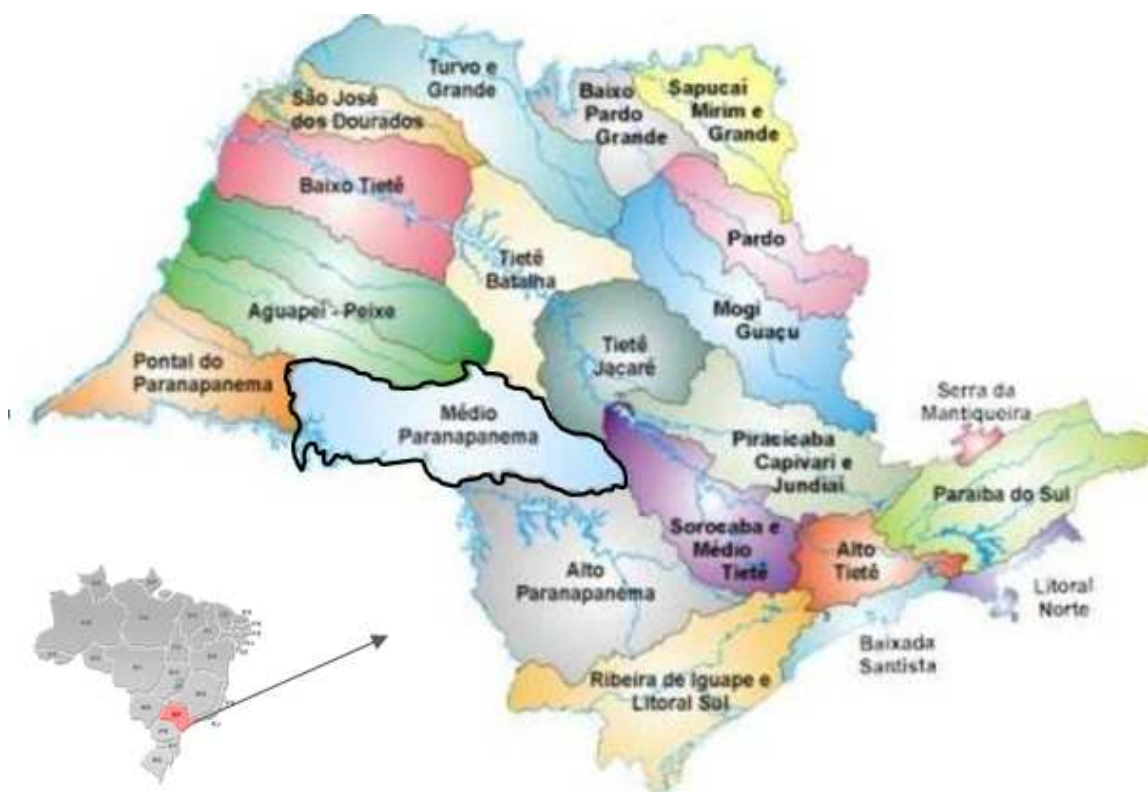 Turvo e
Grande
Baixo
Pardo
Grande
Sapucaí
Mirim e
Grande
São José
dos Dourados
Baixo Tietê
Pardo
Tietê
Batalha
Aguapeí - Peixe
Mogi
Guaçu
Tietê
Jacaré
Pontal do
Paranapanema
Serra da
Mantiqueira
Médio
Paranapanema
Piracicaba
Capivari e
Jundiaí
Paraíba do Sul
Sorocaba e
Médio
Tietê
Alto
Tietê
Alto
Paranapanema
Litoral
Norte
Baixada
Santista
Ribeira de Iguape e
Litoral Sul